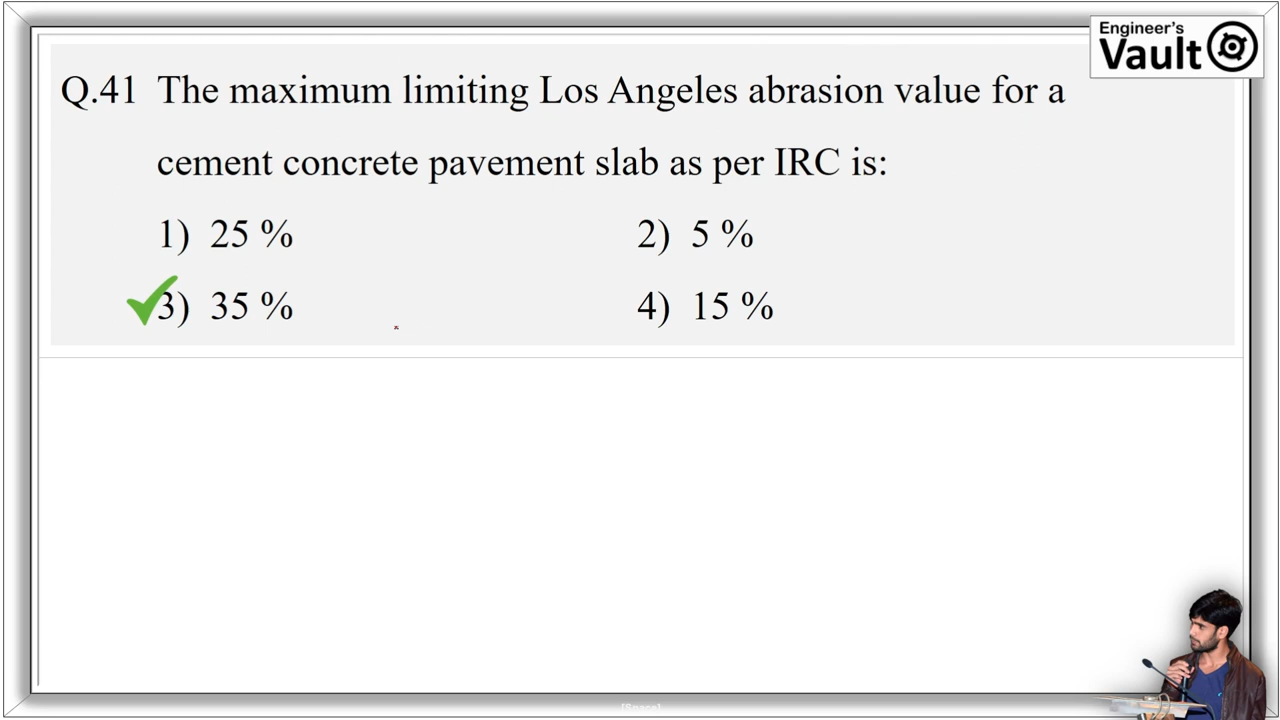 Engineer's
Vault
Q.41 The maximum limiting Los Angeles abrasion value for a
cement concrete pavement slab as per IRC is:
1) 25 %
2) 5 %
3) 35 %
4) 15 %
[Space]